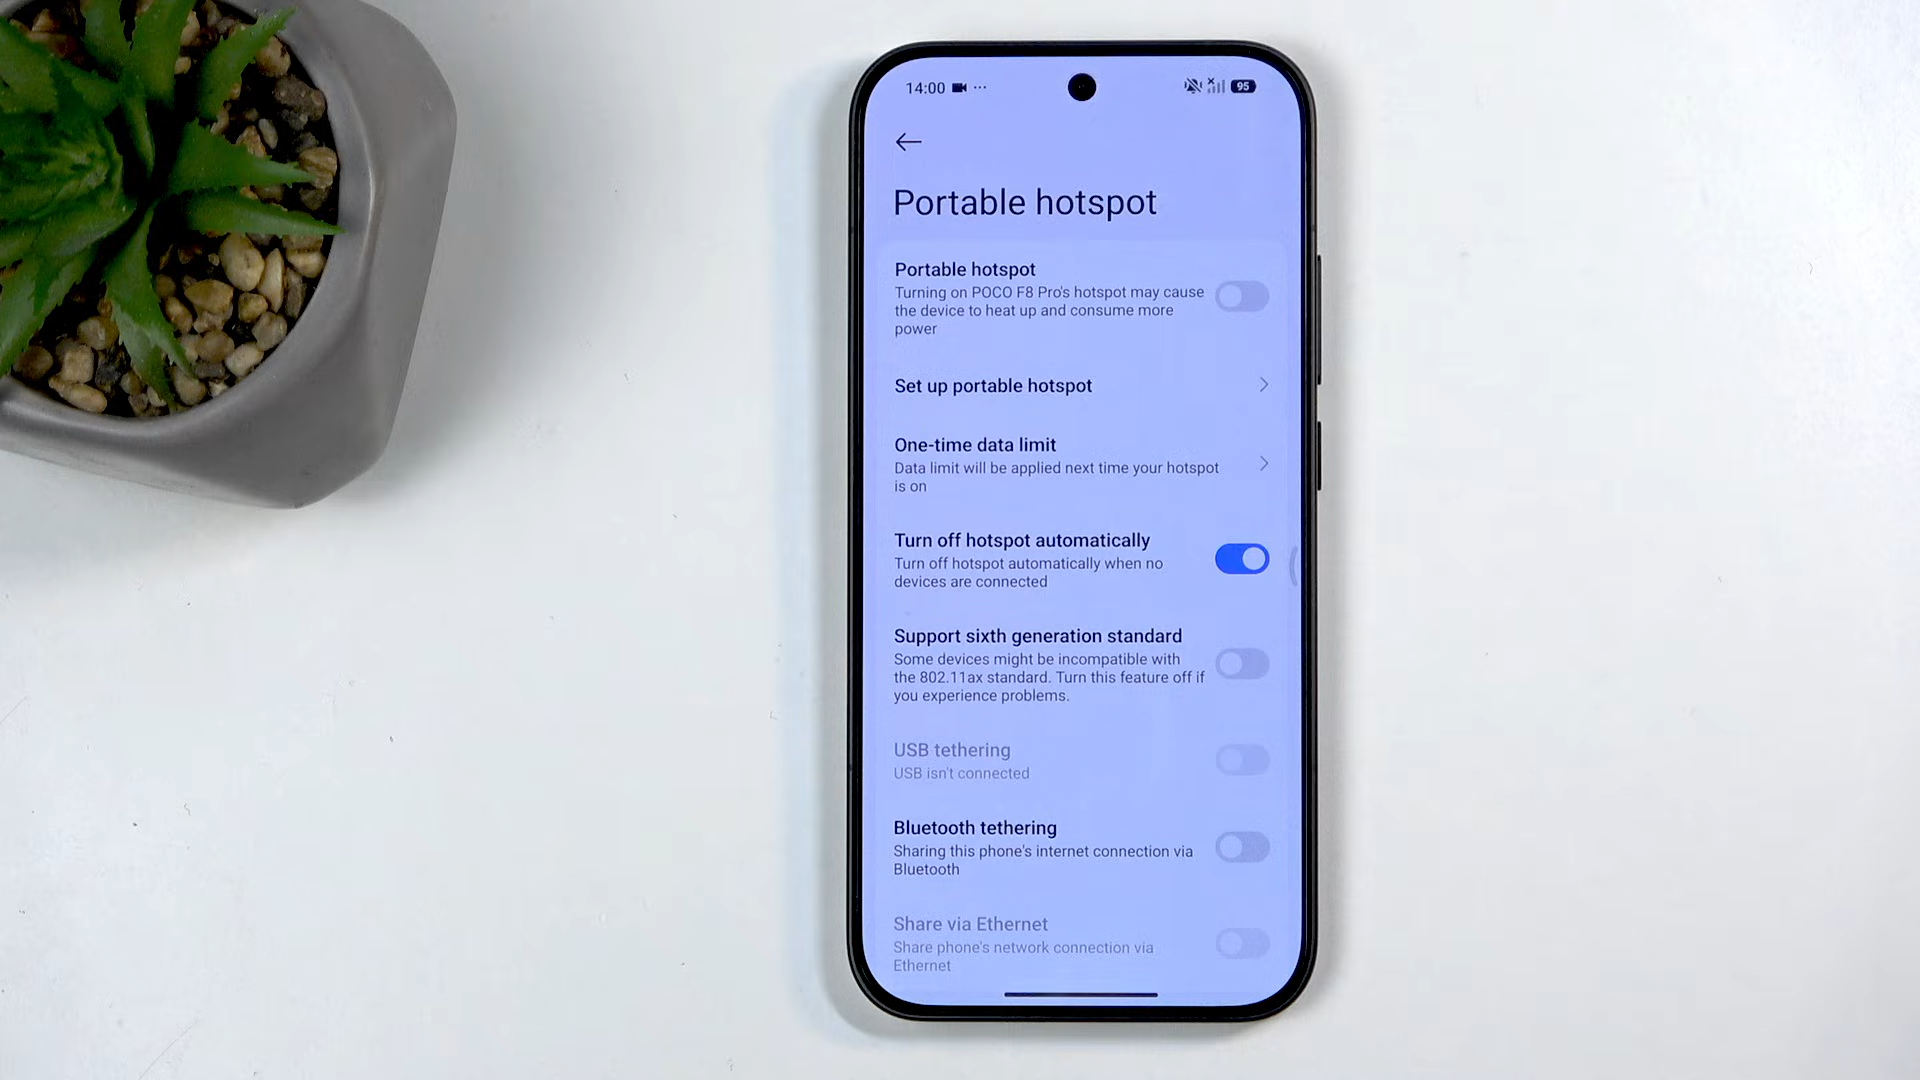 14:00
95
Portable hotspot
Portable hotspot
Turning on POCO F8 Pro's hotspot may cause
the device to heat up and consume more
power
Set up portable hotspot
One-time data limit
Data limit will be applied next time your hotspot
is on
Turn off hotspot automatically
Turn off hotspot automatically when no
devices are connected
Support sixth generation standard
Some devices might be incompatible with
the 802.11ax standard. Turn this feature off if
you experience problems.
USB tethering
USB isn't connected
Bluetooth tethering
Sharing this phone's internet connection via
Bluetooth
Share via Ethernet
Share phone's network connection via
Ethernet